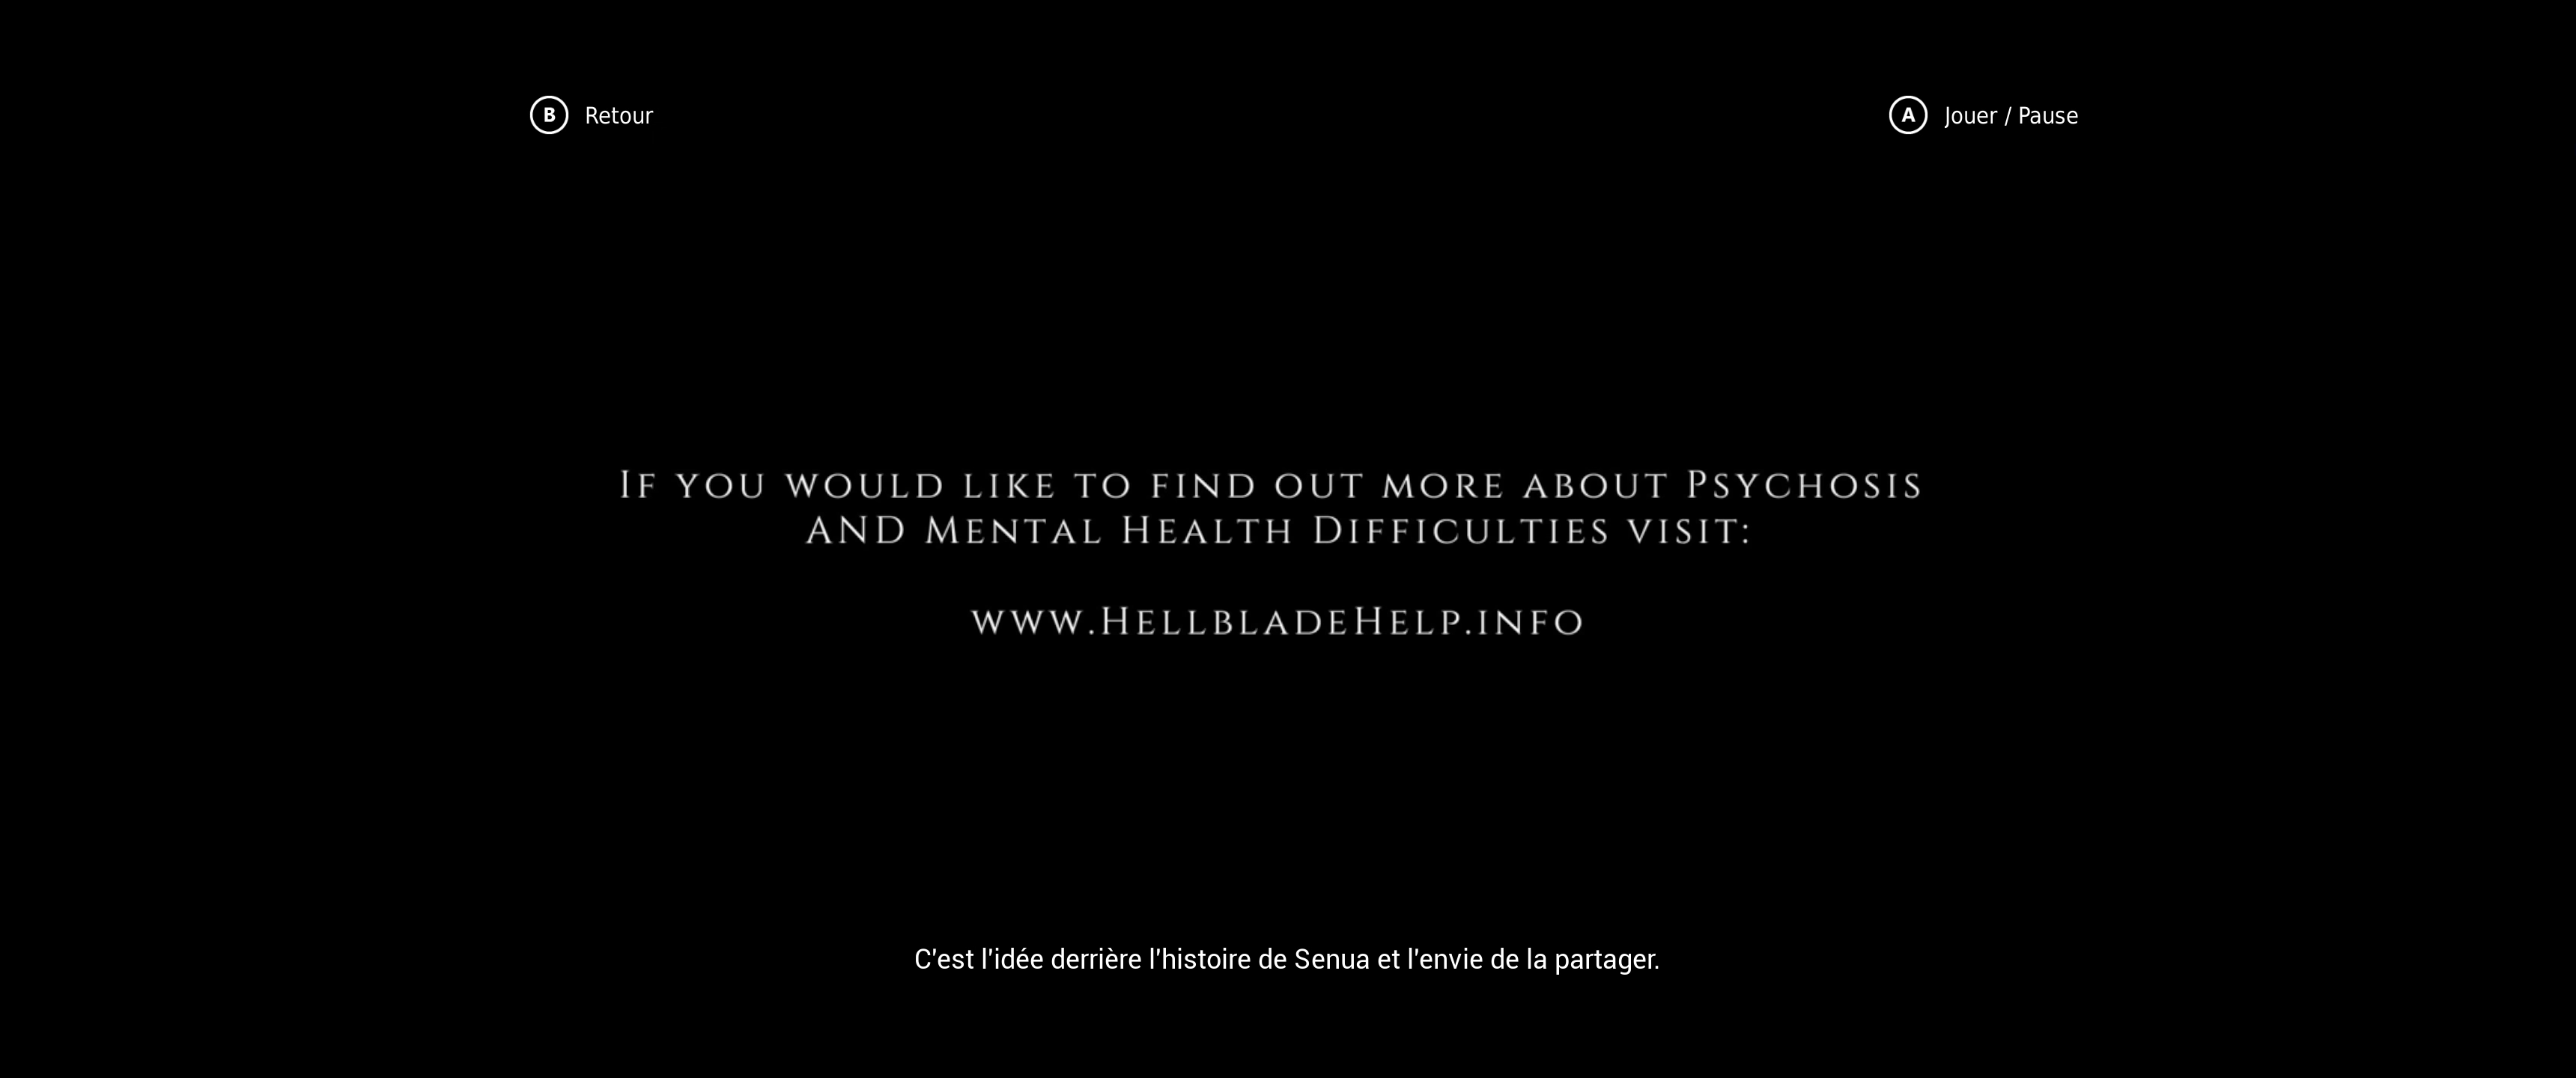 B Retour
A Jouer / Pause
If you would like to find out more about Psychosis
and Mental Health Difficulties visit:
www.HellbladeHelp.info
C'est l'idée derrière l'histoire de Senua et l'envie de la partager.